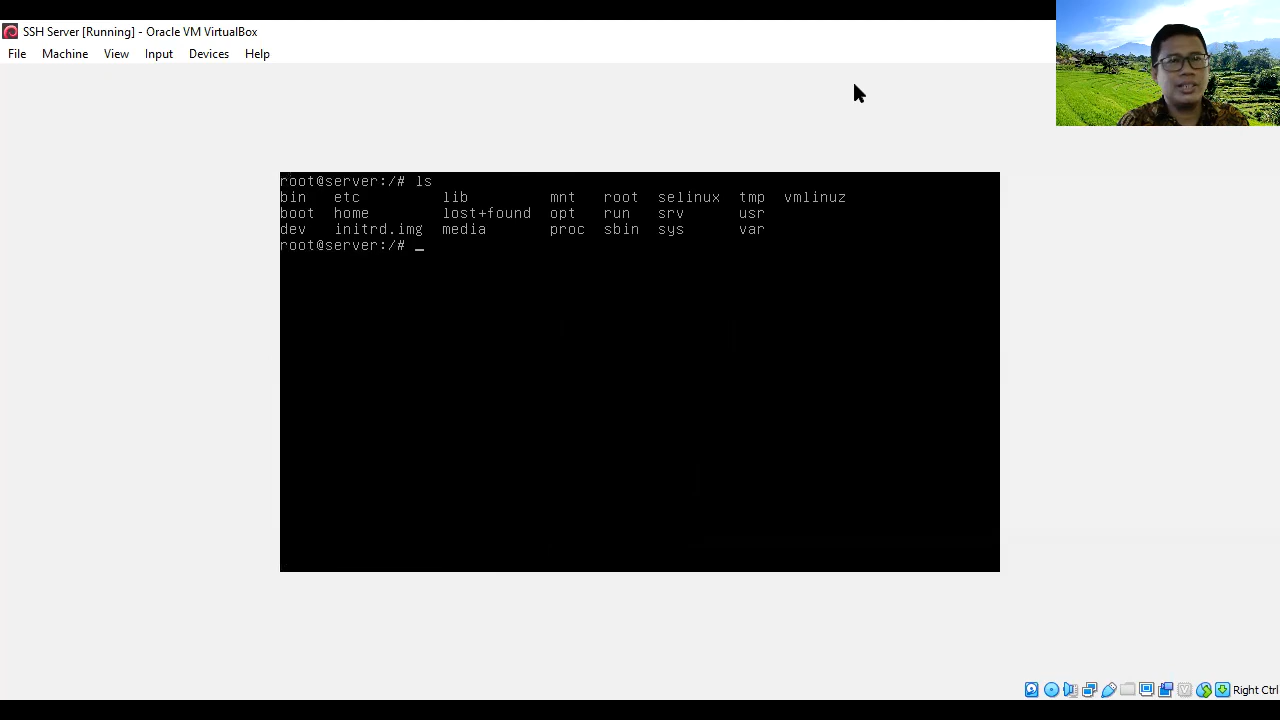 SSH Server [Running] - Oracle VM VirtualBox
File Machine View Input Devices Help
root@server:/# ls
bin etc lib mnt root selinux tmp vmlinuz
boot home lost+found opt run srv usr
dev initrd.img media proc sbin sys var
root@server:/# _
Right Ctrl